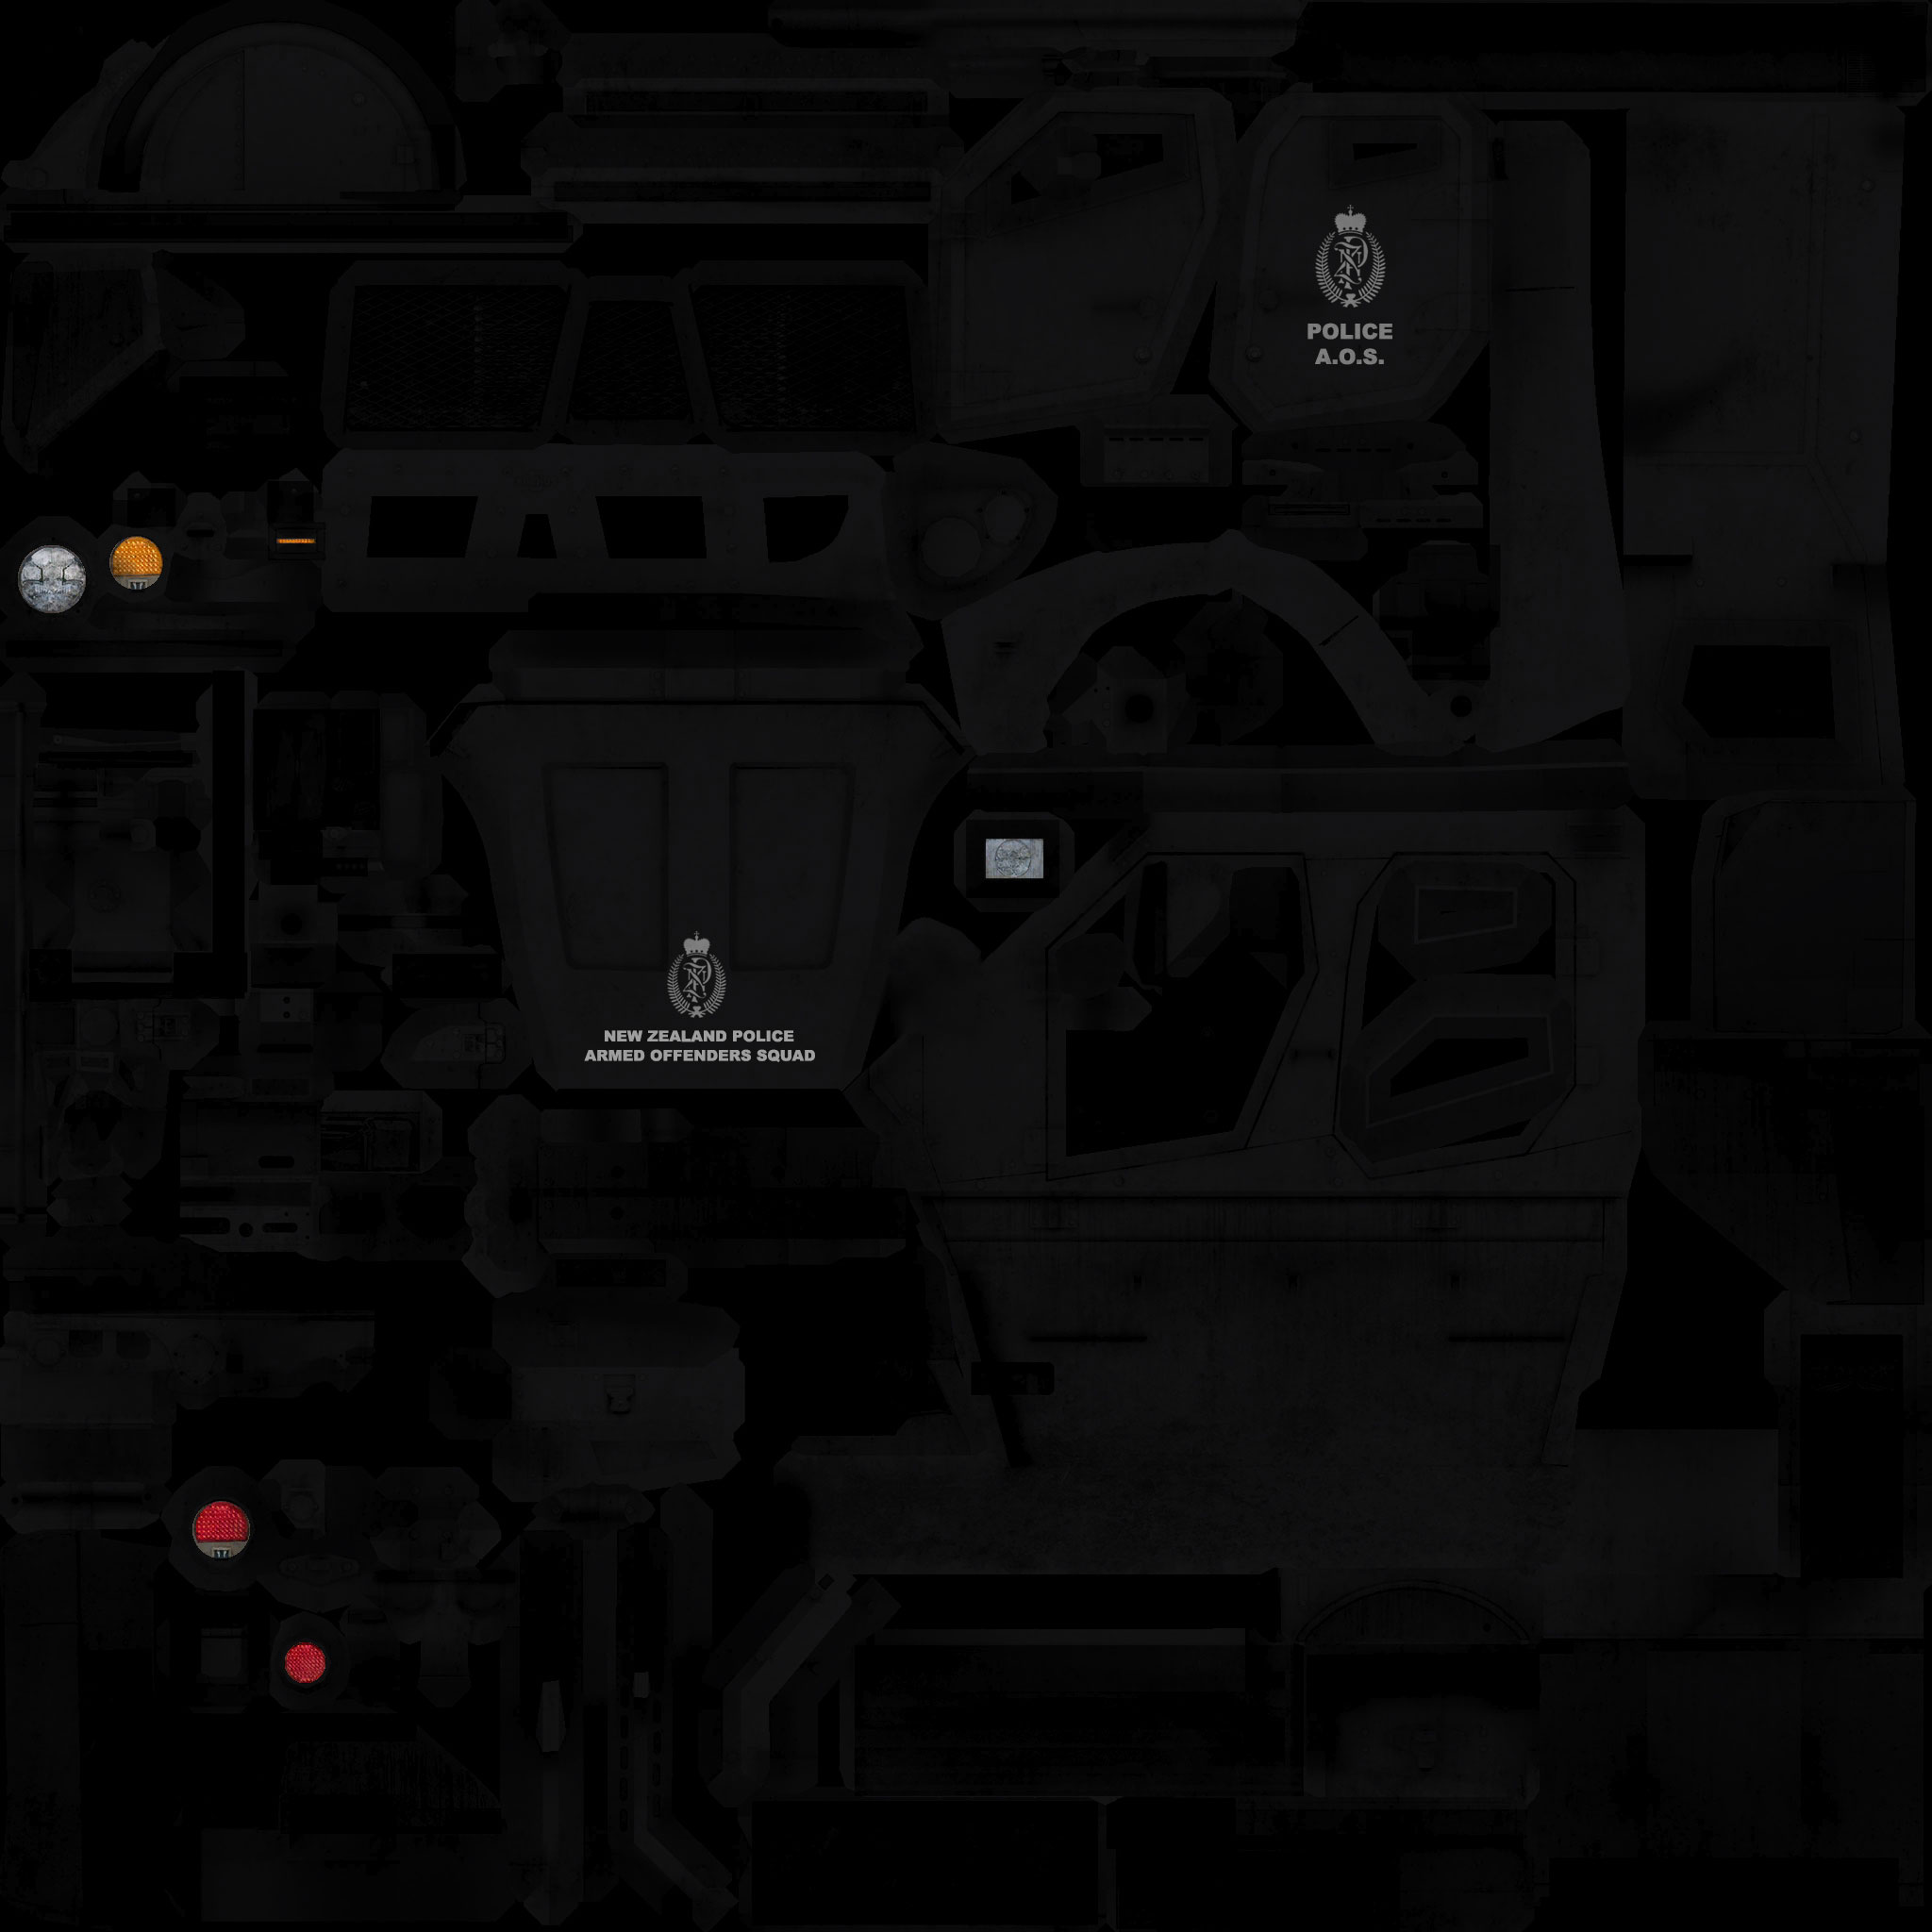 POLICE
A.O.S.
NEW ZEALAND POLICE
ARMED OFFENDERS SQUAD